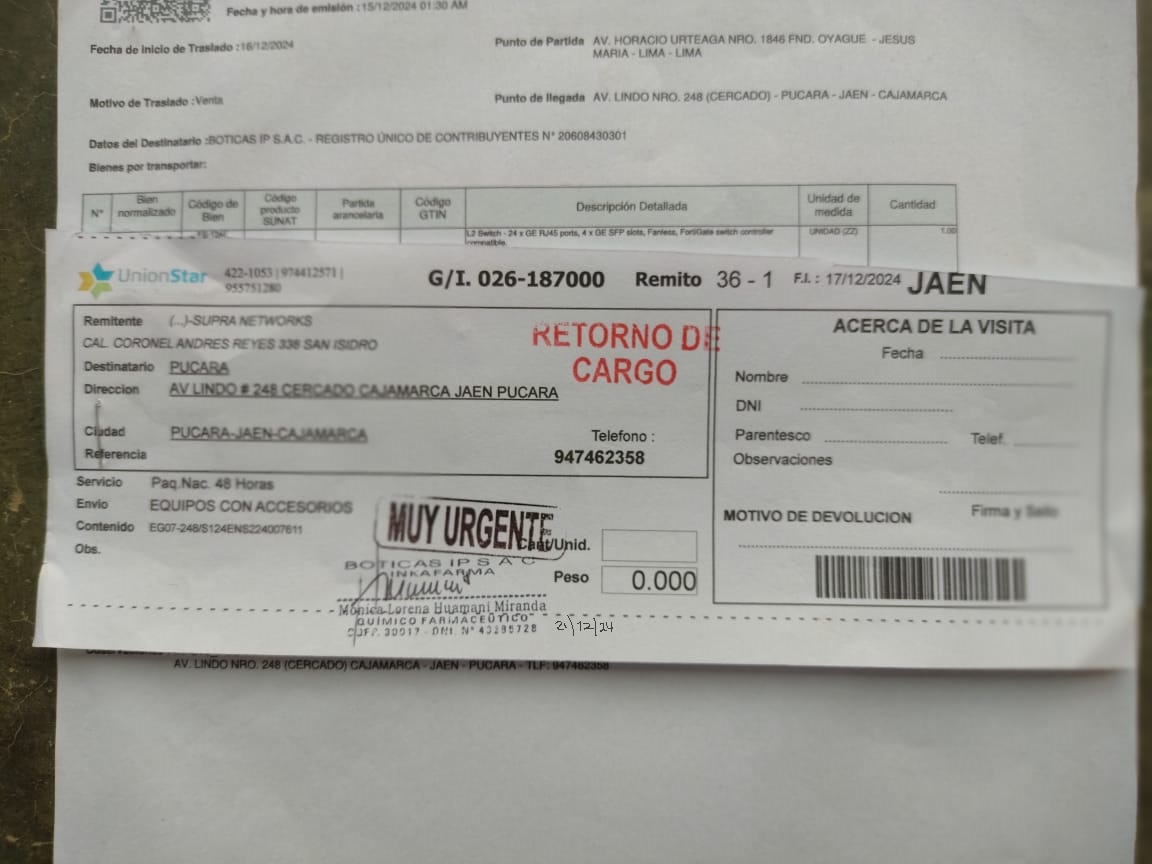 Fecha y hora de emisión :15/12/2024 01:30 AM
Fecha de inicio de Traslado :16/12/2024
Punto de Partida AV. HORACIO URTEAGA NRO. 1846 FND. OYAGUE - JESUS
MARIA - LIMA - LIMA
Motivo de Traslado :Venta
Punto de llegada AV. LINDO NRO. 248 (CERCADO) - PUCARA - JAEN - CAJAMARCA
Datos del Destinatario :BOTICAS IP S.A.C. - REGISTRO ÚNICO DE CONTRIBUYENTES N° 20608430301
Bienes por transportar:
N° Bien normalizado Código de Bien Código producto SUNAT Partida arancelaria Código GTIN Descripción Detallada Unidad de medida Cantidad
L2 Switch - 24 x GE RJ45 ports, 4 x GE SFP slots, Fanless, FortiGate switch controller UNIDAD (ZZ) 1.00
compatible.
UnionStar 422-1053 | 974412571 |
955751280
G/I. 026-187000 Remito 36 - 1 F.I. : 17/12/2024 JAEN
Remitente (...)-SUPRA NETWORKS
CAL. CORONEL ANDRES REYES 338 SAN ISIDRO
Destinatario PUCARA
Direccion AV LINDO # 248 CERCADO CAJAMARCA JAEN PUCARA
Ciudad PUCARA-JAEN-CAJAMARCA
Referencia
RETORNO DE
CARGO
Telefono :
947462358
Servicio Paq.Nac. 48 Horas
Envio EQUIPOS CON ACCESORIOS
Contenido EG07-248/S124ENS224007611
Obs.
MUY URGENTE
Cant/Unid.
Peso 0.000
BOTICAS IP S A C
INKAFARMA
Mónica Lorena Huamani Miranda
QUÍMICO FARMACÉUTICO
DNI. N° 43295728
21/12/24
ACERCA DE LA VISITA
Fecha
Nombre
DNI
Parentesco Telef.
Observaciones
Firma y Sello
MOTIVO DE DEVOLUCION
AV. LINDO NRO. 248 (CERCADO) CAJAMARCA - JAEN - PUCARA - TLF: 947462358